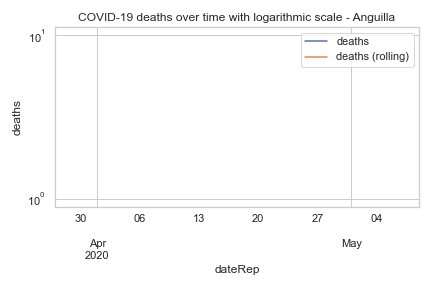 COVID-19 deaths over time with logarithmic scale - Anguilla
10¹
deaths
deaths (rolling)
deaths
10⁰
30 06 13 20 27 04
Apr May
2020
dateRep